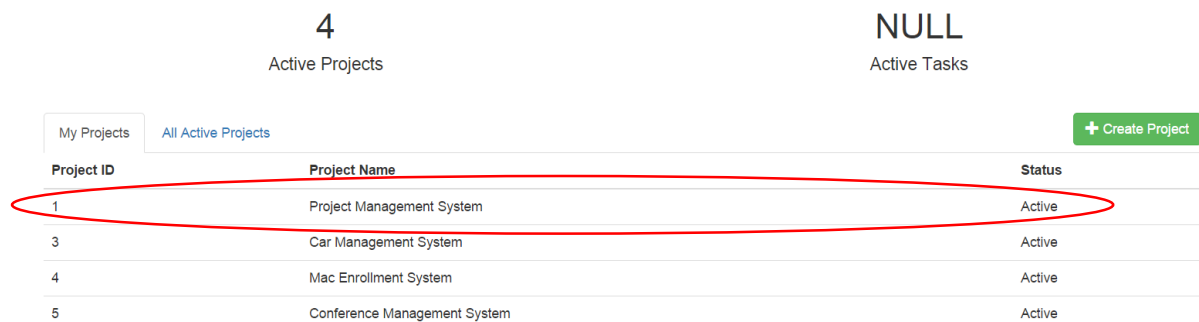 4 NULL
Active Projects Active Tasks
My Projects All Active Projects + Create Project
Project ID Project Name Status
1 Project Management System Active
3 Car Management System Active
4 Mac Enrollment System Active
5 Conference Management System Active